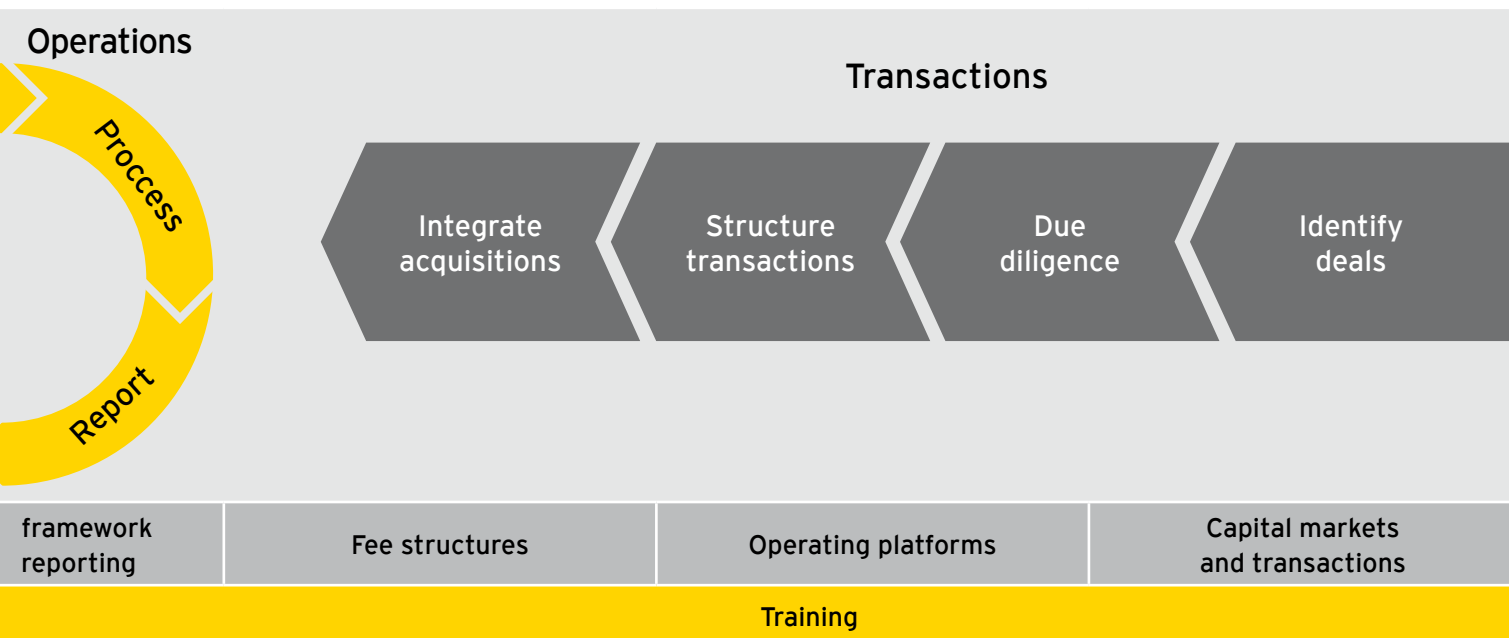 Operations
Transactions
Proccess
Report
Integrate
acquisitions
Structure
transactions
Due
diligence
Identify
deals
framework
reporting
Fee structures
Operating platforms
Capital markets
and transactions
Training